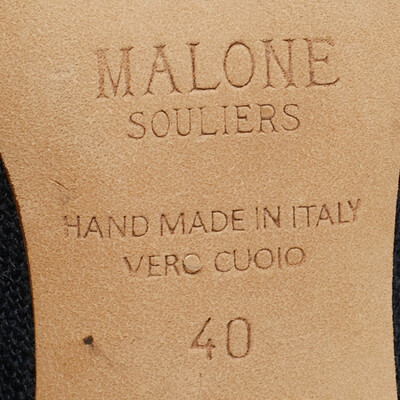 MALONE
SOULIERS
HAND MADE IN ITALY
VERO CUOIO
40